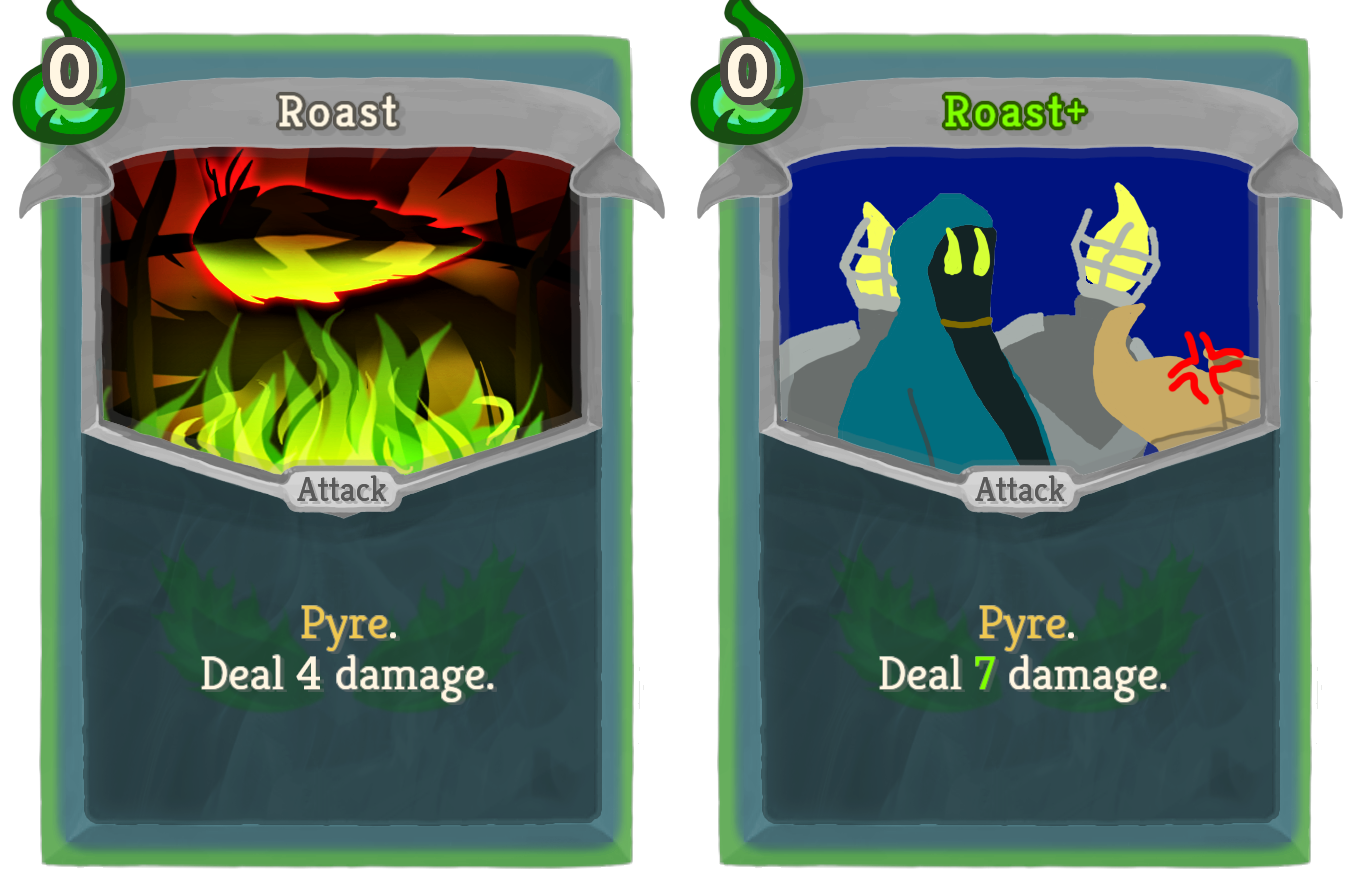 0
Roast
Attack
Pyre.
Deal 4 damage.
0
Roast+
Attack
Pyre.
Deal 7 damage.